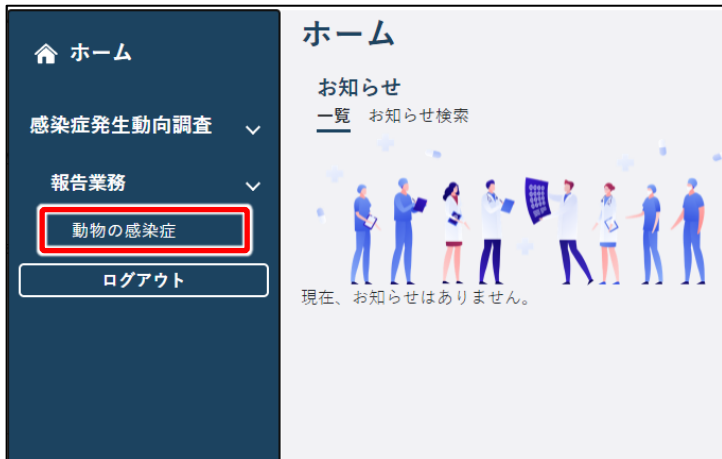 ホーム
感染症発生動向調査
報告業務
動物の感染症
ログアウト
ホーム
お知らせ
一覧 お知らせ検索
現在、お知らせはありません。